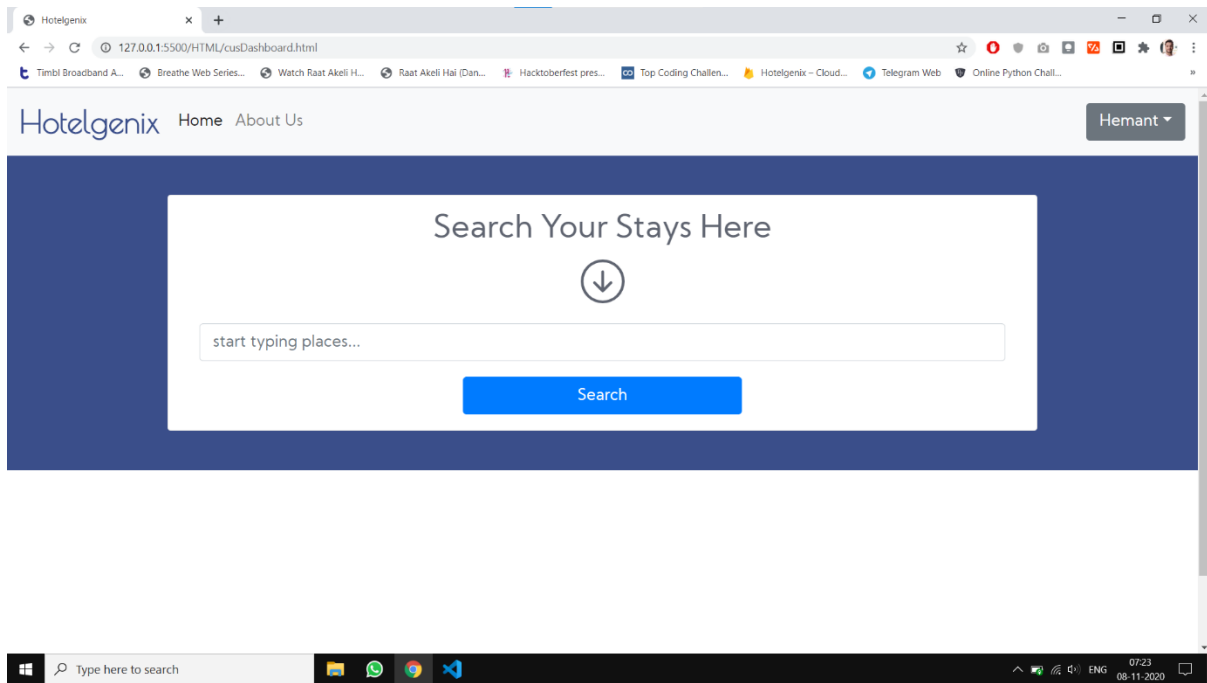 Hotelgenix
127.0.0.1:5500/HTML/cusDashboard.html
Timbl Broadband A... Breathe Web Series... Watch Raat Akeli H... Raat Akeli Hai (Dan... Hacktoberfest pres... Top Coding Challen... Hotelgenix – Cloud... Telegram Web Online Python Chall... »
Hotelgenix Home About Us Hemant
Search Your Stays Here
start typing places...
Search
Type here to search ENG 07:23
08-11-2020